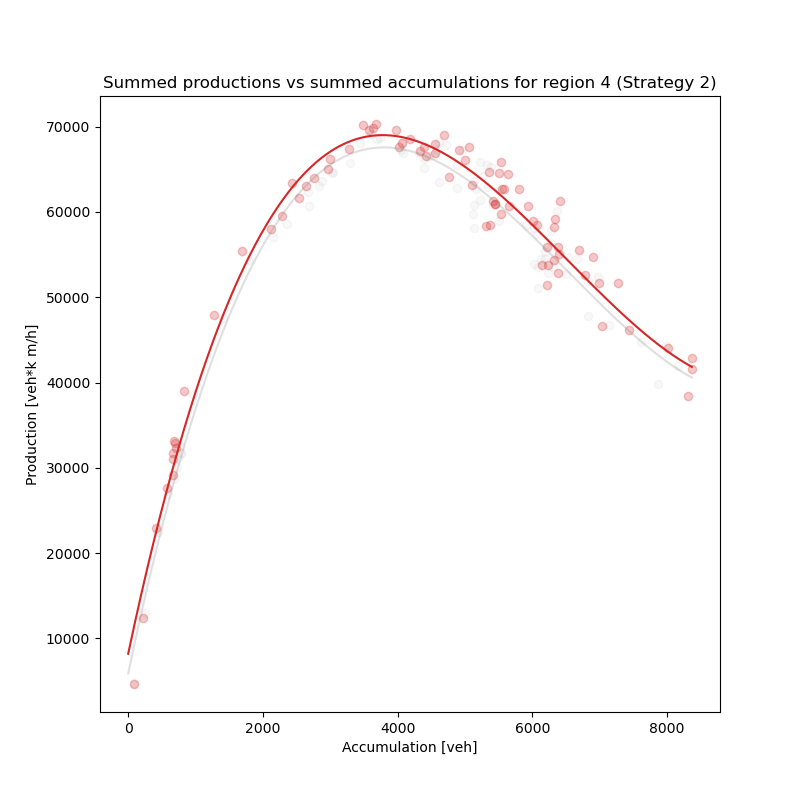 Summed productions vs summed accumulations for region 4 (Strategy 2)
70000
60000
50000
40000
30000
20000
10000
Production [veh*k m/h]
0 2000 4000 6000 8000
Accumulation [veh]